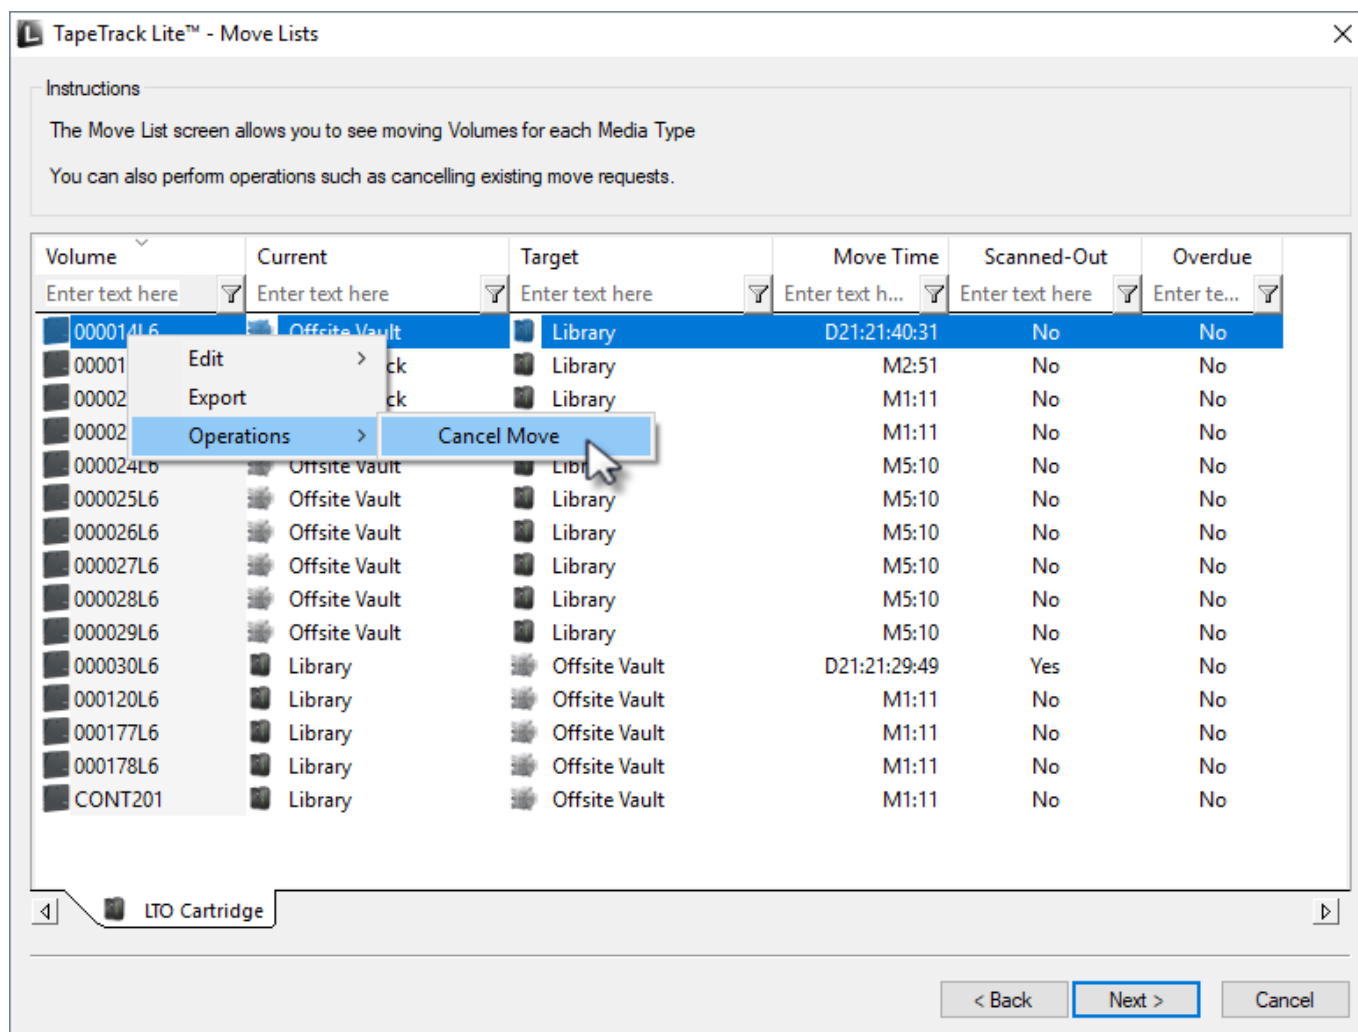 TapeTrack Lite™ - Move Lists
Instructions
The Move List screen allows you to see moving Volumes for each Media Type
You can also perform operations such as cancelling existing move requests.
Volume Current Target Move Time Scanned-Out Overdue
Enter text here Enter text here Enter text here Enter text h... Enter text here Enter te...
000014L6 Offsite Vault Library D21:21:40:31 No No
00001 ck Library M2:51 No No
00002 ck Library M1:11 No No
00002 M1:11 No No
000024L6 Offsite Vault Library M5:10 No No
000025L6 Offsite Vault Library M5:10 No No
000026L6 Offsite Vault Library M5:10 No No
000027L6 Offsite Vault Library M5:10 No No
000028L6 Offsite Vault Library M5:10 No No
000029L6 Offsite Vault Library M5:10 No No
000030L6 Library Offsite Vault D21:21:29:49 Yes No
000120L6 Library Offsite Vault M1:11 No No
000177L6 Library Offsite Vault M1:11 No No
000178L6 Library Offsite Vault M1:11 No No
CONT201 Library Offsite Vault M1:11 No No
Edit
Export
Operations
Cancel Move
LTO Cartridge
< Back Next > Cancel